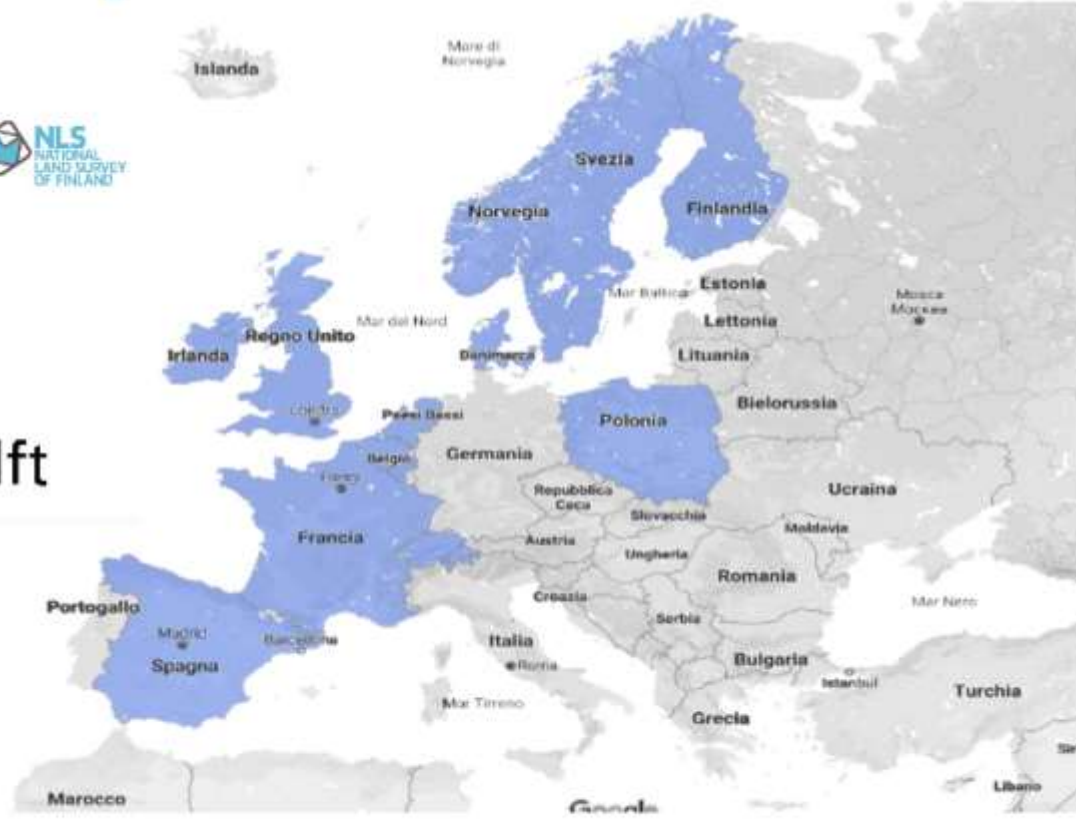 Islanda
Mare di
Norvegia
NLS
NATIONAL
LAND SURVEY
OF FINLAND
Svezia
Norvegia
Finlandia
Estonia
Mar Baltico
Mosca
Москва
Lettonia
Mar del Nord
Regno Unito
Irlanda
Danimarca
Lituania
Bielorussia
Londra
Paesi Bassi
Polonia
lft
Belgio
Germania
Parigi
Repubblica
Ceca
Ucraina
Slovacchia
Moldavia
Francia
Austria
Ungheria
Romania
Croazia
Mar Nero
Portogallo
Serbia
Madrid
Barcellona
Italia
Spagna
Roma
Bulgaria
Istanbul
Turchia
Mar Tirreno
Grecia
Sir
Libano
Marocco
Google